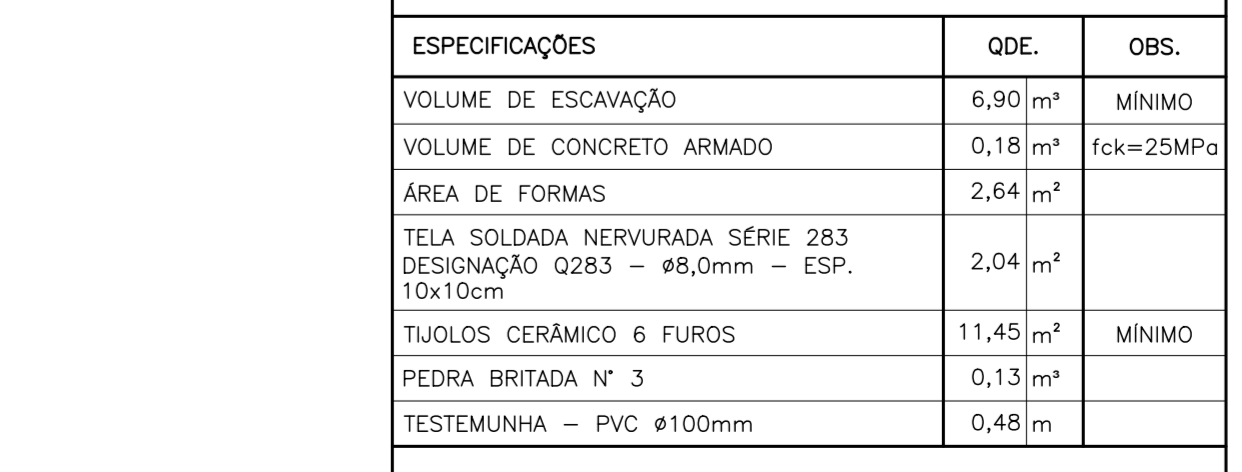 ESPECIFICAÇÕES QDE. OBS.
VOLUME DE ESCAVAÇÃO 6,90 m³ MÍNIMO
VOLUME DE CONCRETO ARMADO 0,18 m³ fck=25MPa
ÁREA DE FORMAS 2,64 m²
TELA SOLDADA NERVURADA SÉRIE 283
DESIGNAÇÃO Q283 – ø8,0mm – ESP. 2,04 m²
10x10cm
TIJOLOS CERÂMICO 6 FUROS 11,45 m² MÍNIMO
PEDRA BRITADA N° 3 0,13 m³
TESTEMUNHA – PVC ø100mm 0,48 m